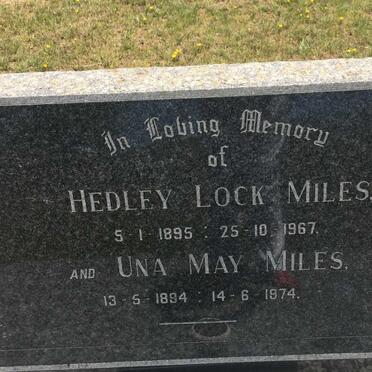 In Loving Memory
of
HEDLEY LOCK MILES,
5-1-1895 : 25-10-1967.
AND UNA MAY MILES,
13-5-1894 : 14-6-1974.